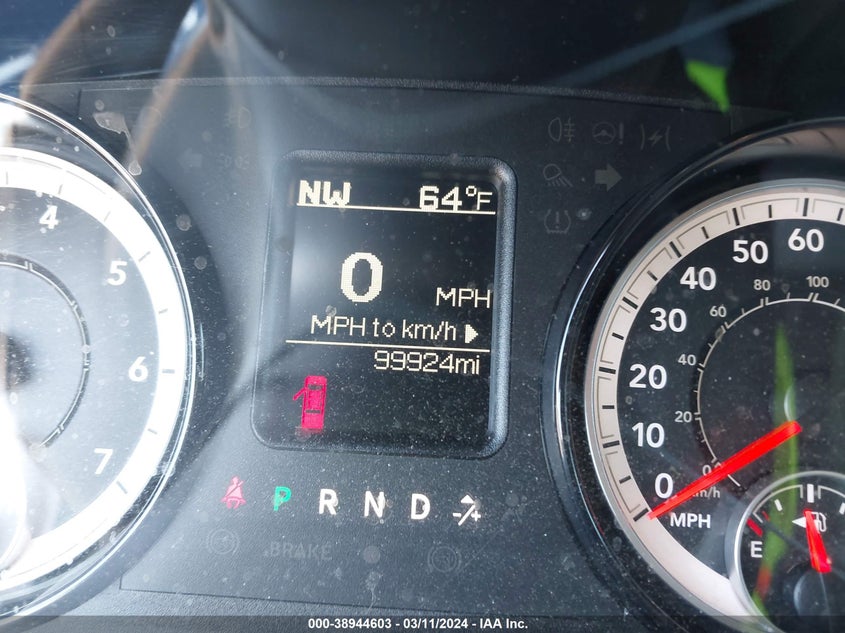 NW 64°F
0
MPH
MPH to km/h
99924mi
P R N D
BRAKE
4
5
6
7
0 10 20 30 40 50 60
0 20 40 60 80 100
km/h
MPH
E
000-38944603 - 03/11/2024 - IAA Inc.